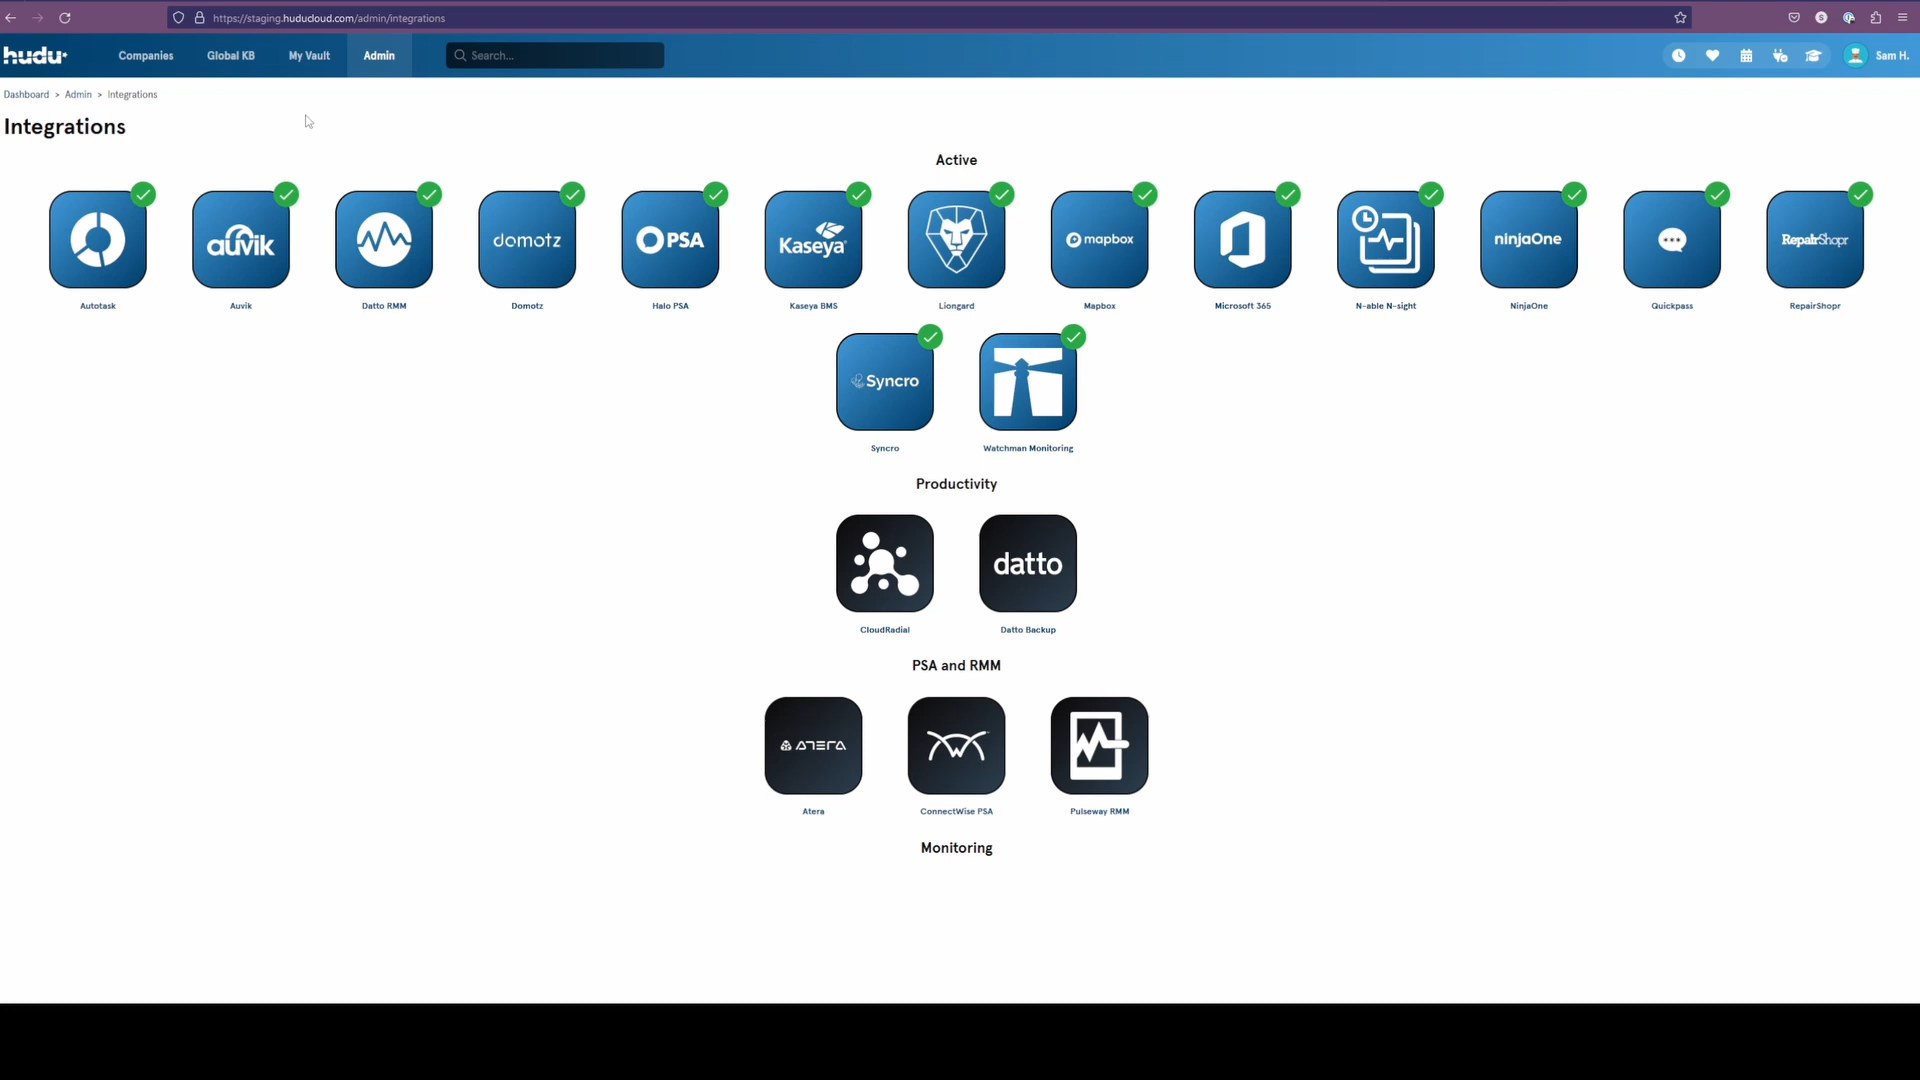 https://staging.huducloud.com/admin/integrations
hudu
Companies
Global KB
My Vault
Admin
Search...
Sam H.
Dashboard > Admin > Integrations
Integrations
Active
auvik
domotz
PSA
Kaseya
mapbox
ninjaOne
RepairShopr
Autotask
Auvik
Datto RMM
Domotz
Halo PSA
Kaseya BMS
Liongard
Mapbox
Microsoft 365
N-able N-sight
NinjaOne
Quickpass
RepairShopr
Syncro
Syncro
Watchman Monitoring
Productivity
datto
CloudRadial
Datto Backup
PSA and RMM
ATERA
Atera
ConnectWise PSA
Pulseway RMM
Monitoring